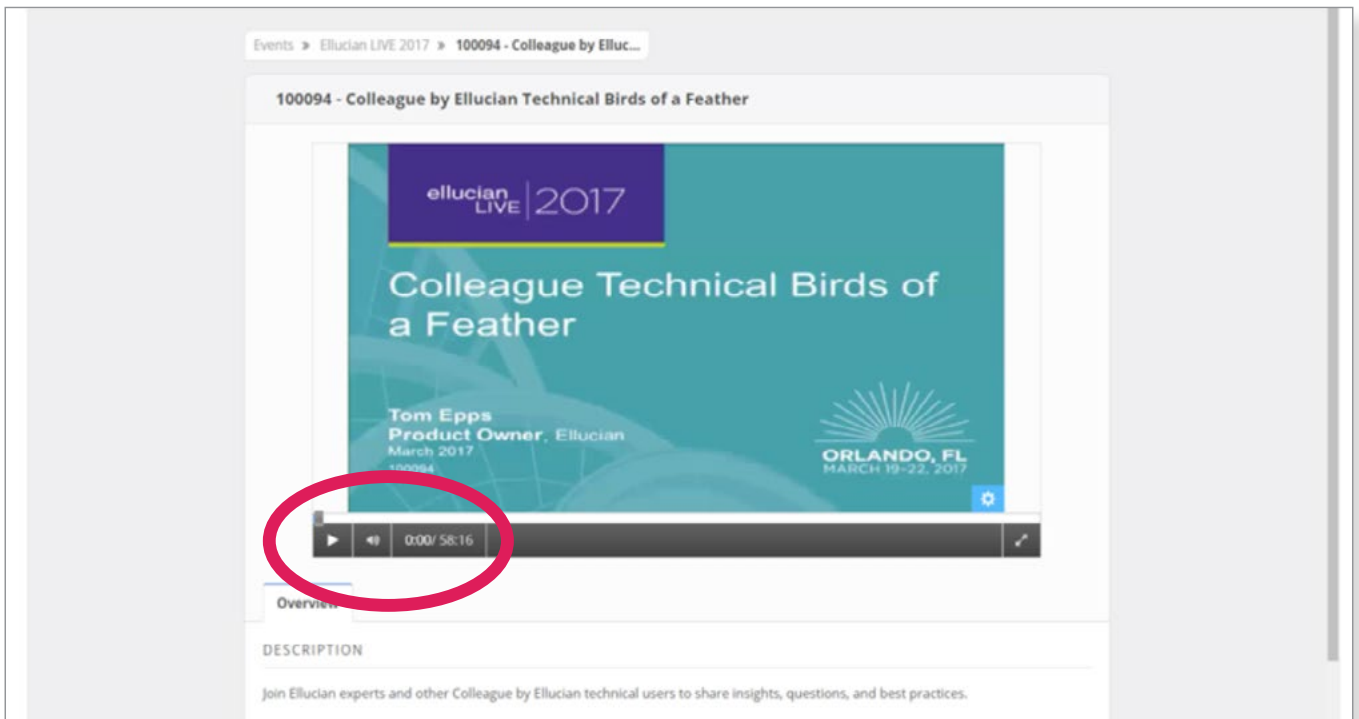 Events » Ellucian LIVE 2017 » 100094 - Colleague by Elluc...
100094 - Colleague by Ellucian Technical Birds of a Feather
ellucian
LIVE 2017
Colleague Technical Birds of
a Feather
Tom Epps
Product Owner, Ellucian
March 2017
100094
ORLANDO, FL
MARCH 19-22, 2017
0:00/ 58:16
Overview
DESCRIPTION
Join Ellucian experts and other Colleague by Ellucian technical users to share insights, questions, and best practices.